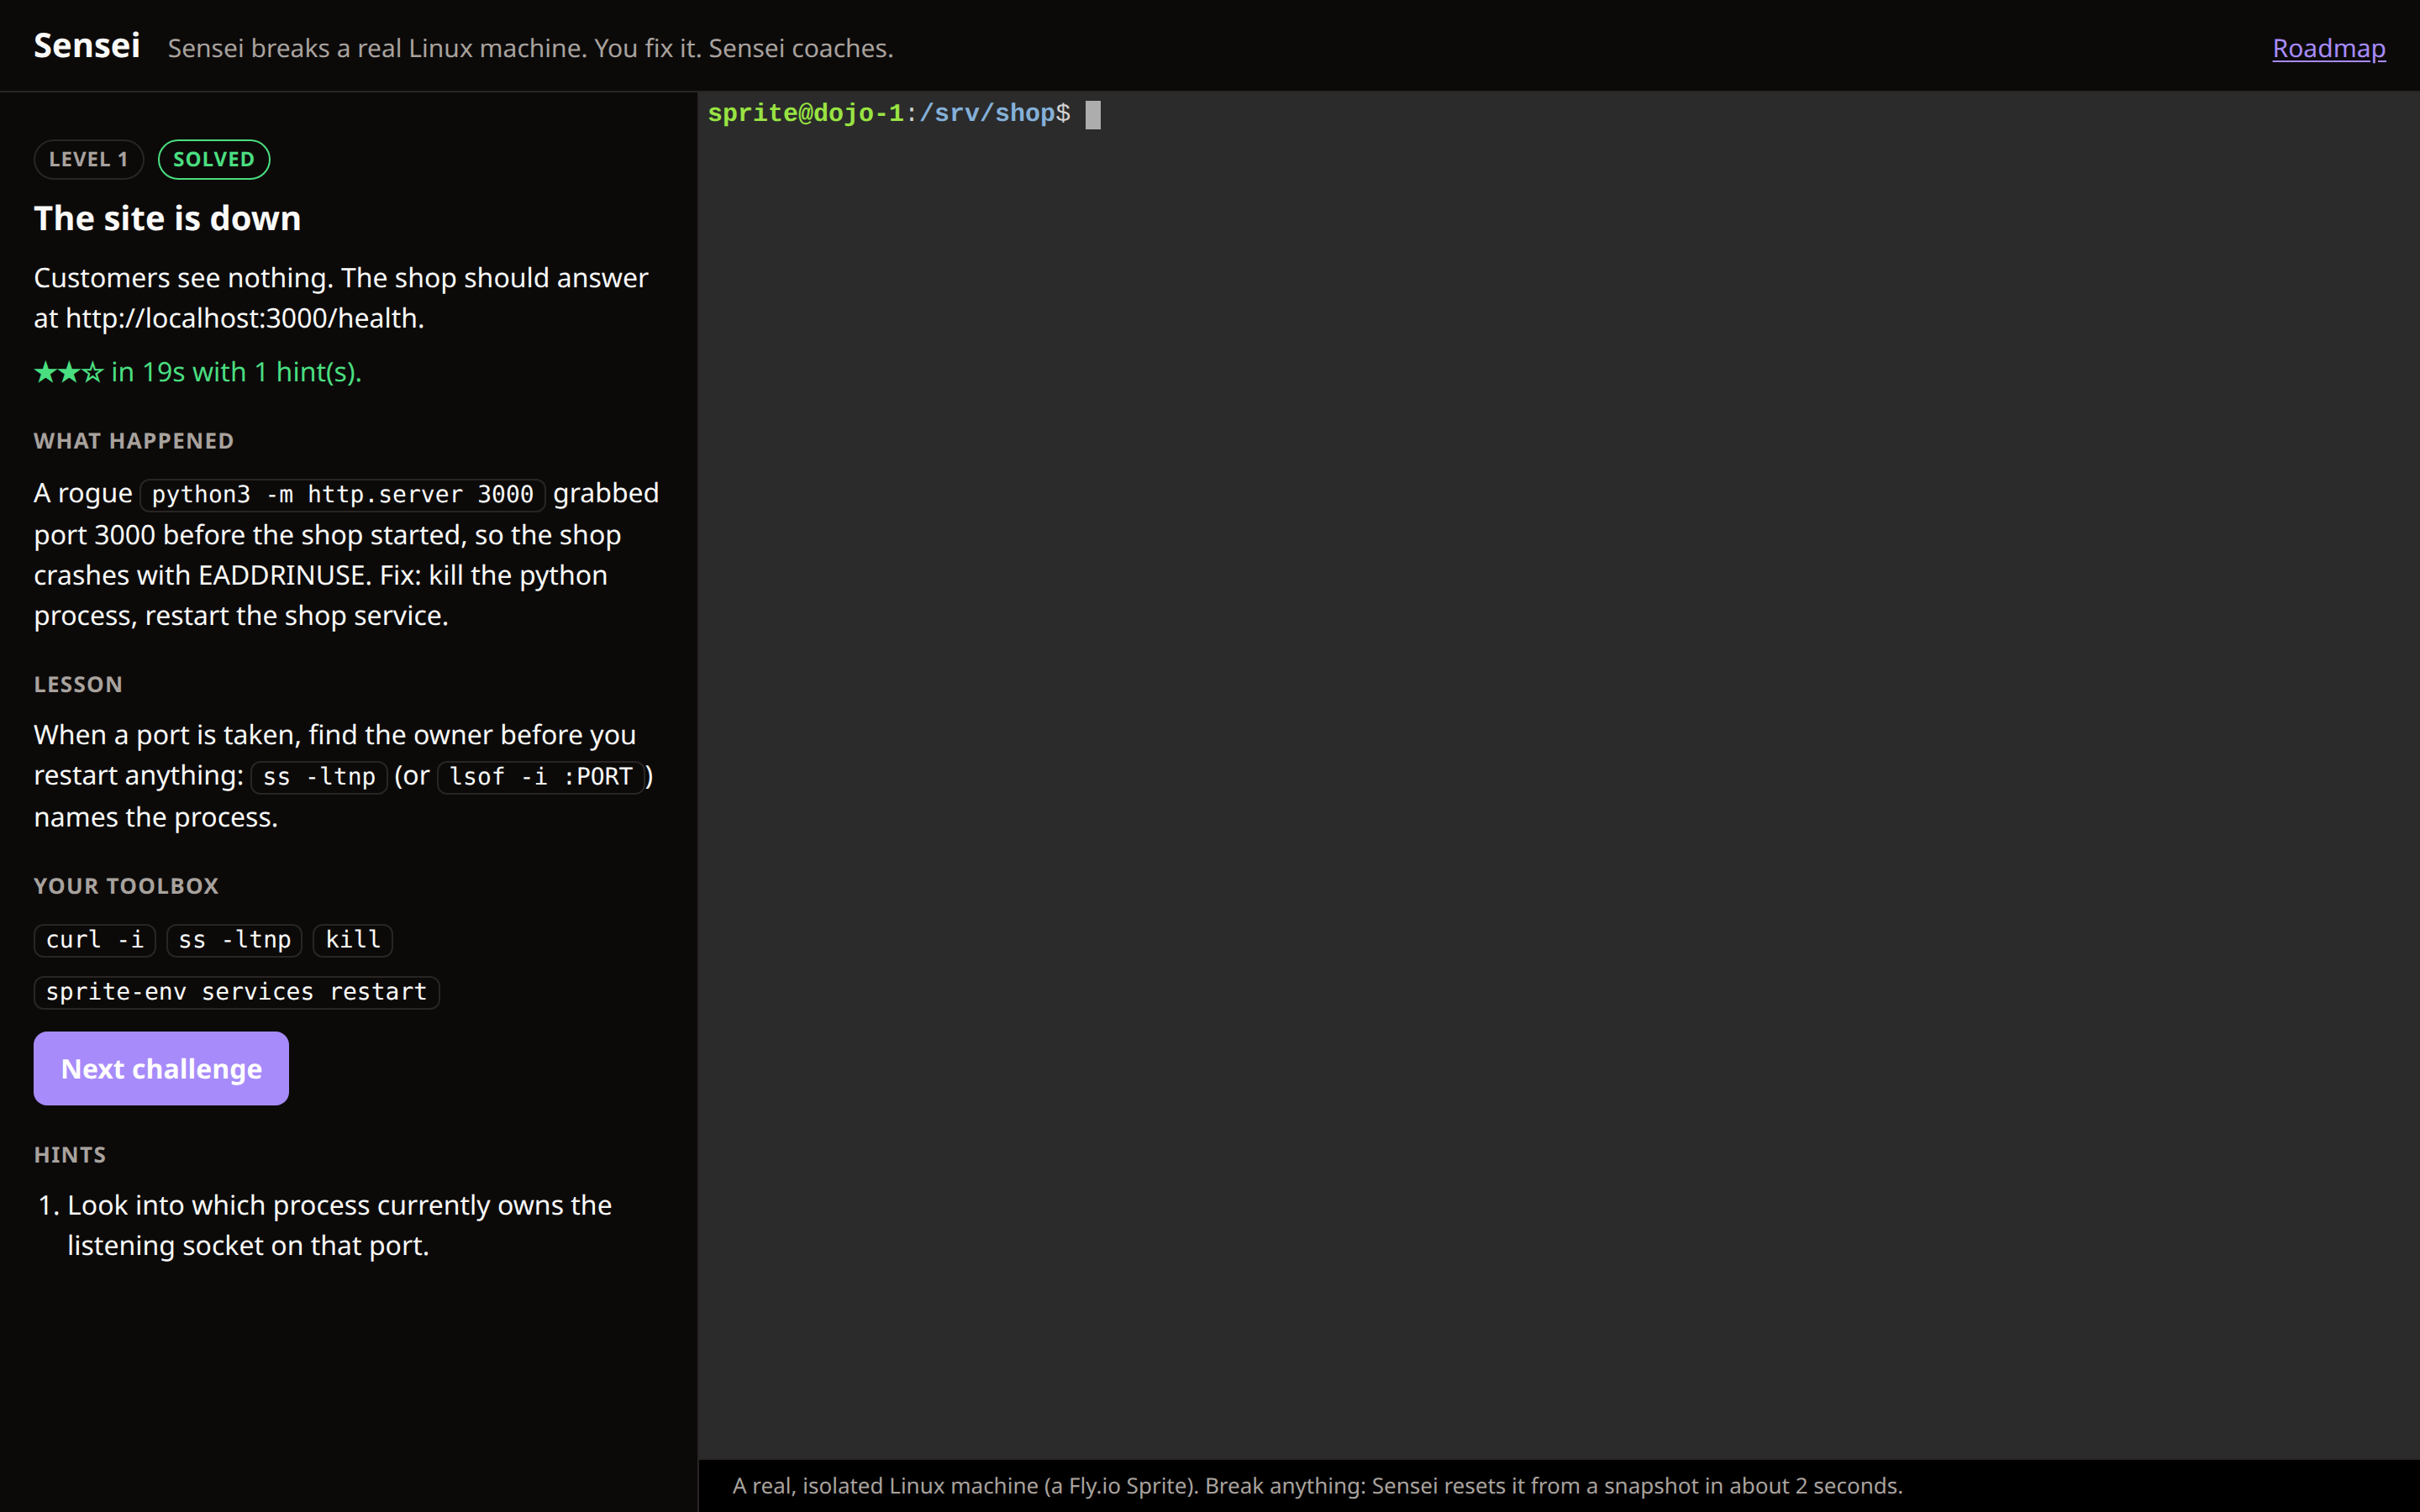 Sensei Sensei breaks a real Linux machine. You fix it. Sensei coaches. Roadmap
LEVEL 1 SOLVED
The site is down
Customers see nothing. The shop should answer
at http://localhost:3000/health.
★★☆ in 19s with 1 hint(s).
WHAT HAPPENED
A rogue python3 -m http.server 3000 grabbed
port 3000 before the shop started, so the shop
crashes with EADDRINUSE. Fix: kill the python
process, restart the shop service.
LESSON
When a port is taken, find the owner before you
restart anything: ss -ltnp (or lsof -i :PORT)
names the process.
YOUR TOOLBOX
curl -i ss -ltnp kill
sprite-env services restart
Next challenge
HINTS
1. Look into which process currently owns the
listening socket on that port.
sprite@dojo-1:/srv/shop$
A real, isolated Linux machine (a Fly.io Sprite). Break anything: Sensei resets it from a snapshot in about 2 seconds.